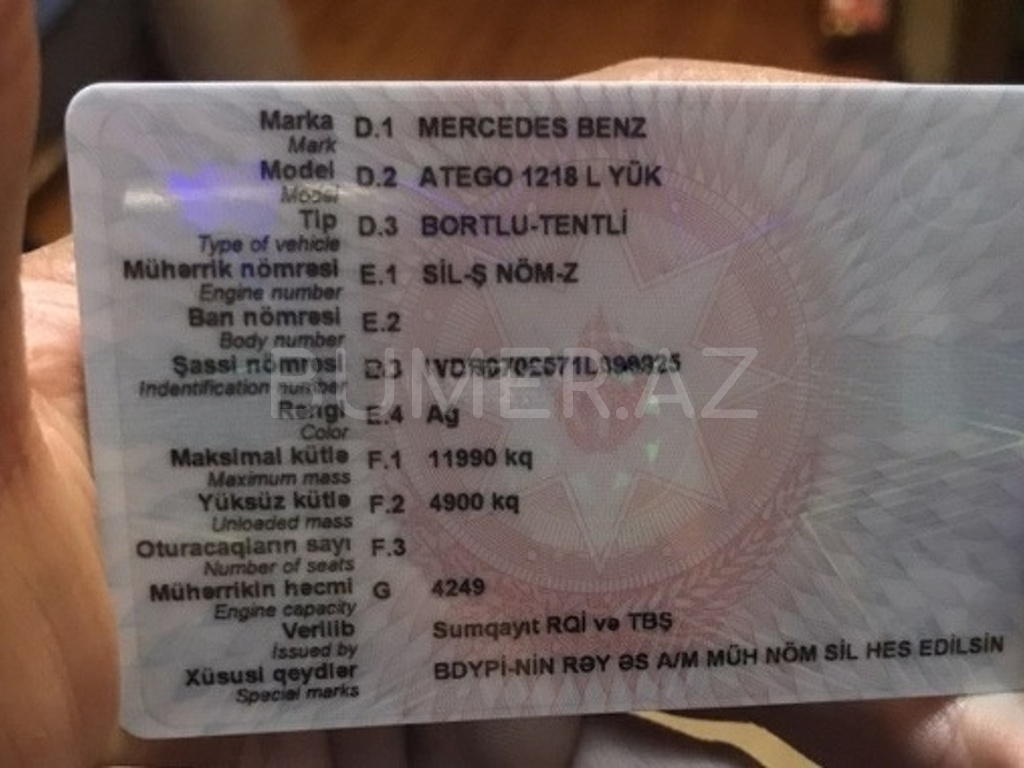 Marka D.1 MERCEDES BENZ
Mark
Model D.2 ATEGO 1218 L YÜK
Model
Tip D.3 BORTLU-TENTLİ
Type of vehicle
Mühərrik nömrəsi E.1 SİL-Ş NÖM-Z
Engine number
Ban nömrəsi E.2
Body number
Şassi nömrəsi E.3
Indentification number
HUMER.AZ
Rəngi E.4 Ağ
Color
Maksimal kütlə F.1 11990 kq
Maximum mass
Yüksüz kütlə F.2 4900 kq
Unloaded mass
Oturacaqların sayı F.3
Number of seats
Mühərrikin həcmi G 4249
Engine capacity
Verilib Sumqayıt RQİ və TBŞ
Issued by
Xüsusi qeydlər BDYPİ-NİN RƏY ƏS A/M MÜH NÖM SİL HES EDİLSİN
Special marks